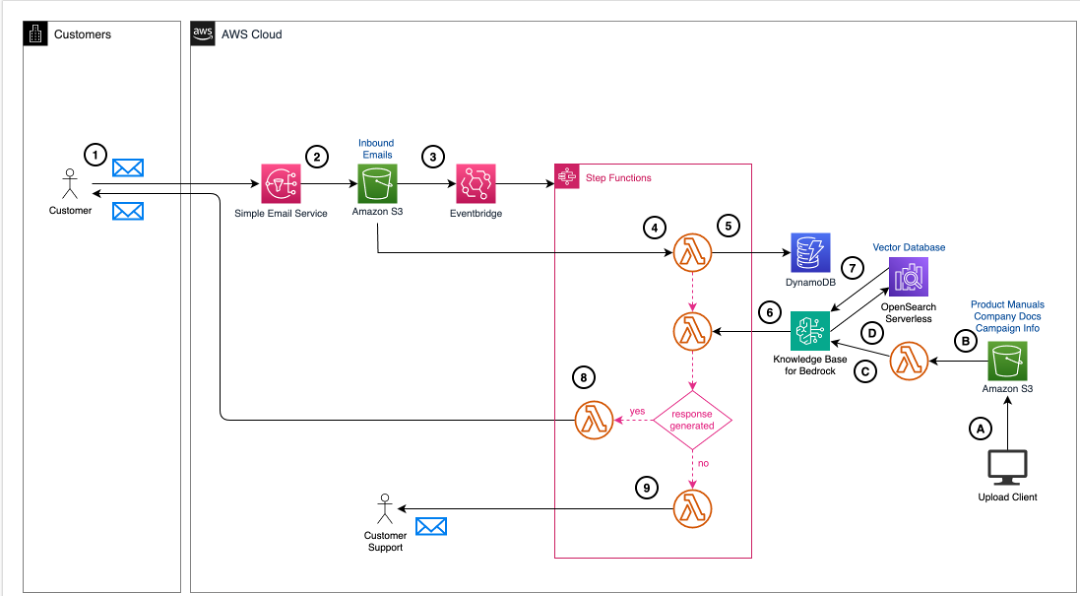 Customers
aws
AWS Cloud
1
2
Inbound
Emails
3
Customer
Simple Email Service
Amazon S3
Eventbridge
Step Functions
4
5
DynamoDB
7
Vector Database
OpenSearch
Serverless
6
Knowledge Base
for Bedrock
D
C
B
Product Manuals
Company Docs
Campaign Info
Amazon S3
A
Upload Client
8
yes
response
generated
no
9
Customer
Support